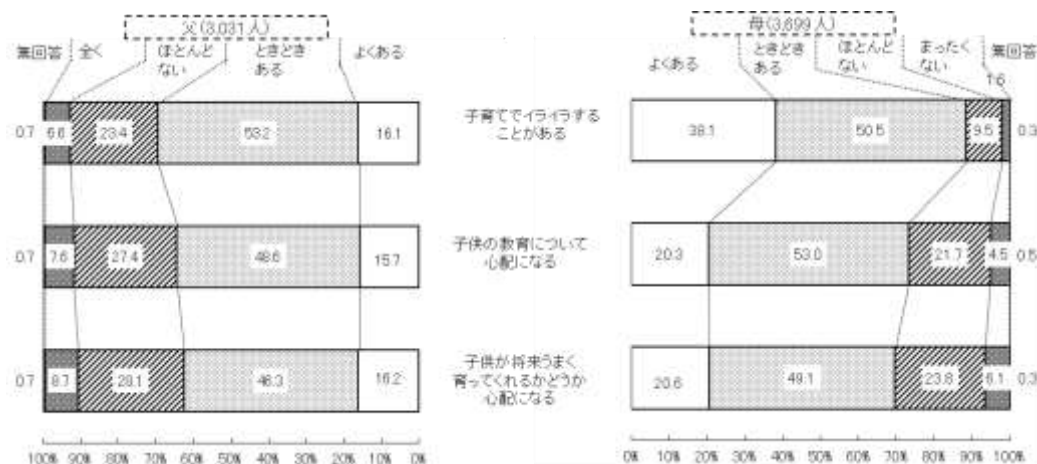 父(3,031人)
無回答 全く ほとんど ときどき よくある
ない ある
0.7 6.6 23.4 53.2 16.1
0.7 7.6 27.4 48.6 15.7
0.7 8.7 28.1 46.3 16.2
100% 90% 80% 70% 60% 50% 40% 30% 20% 10% 0%
子育てでイライラする
ことがある
子供の教育について
心配になる
子供が将来うまく
育ってくれるかどうか
心配になる
母(3,699人)
よくある ときどき ほとんど まったく 無回答
ある ない ない
1.6
38.1 50.5 9.5 0.3
20.3 53.0 21.7 4.5 0.5
20.6 49.1 23.8 6.1 0.3
0% 10% 20% 30% 40% 50% 60% 70% 80% 90% 100%